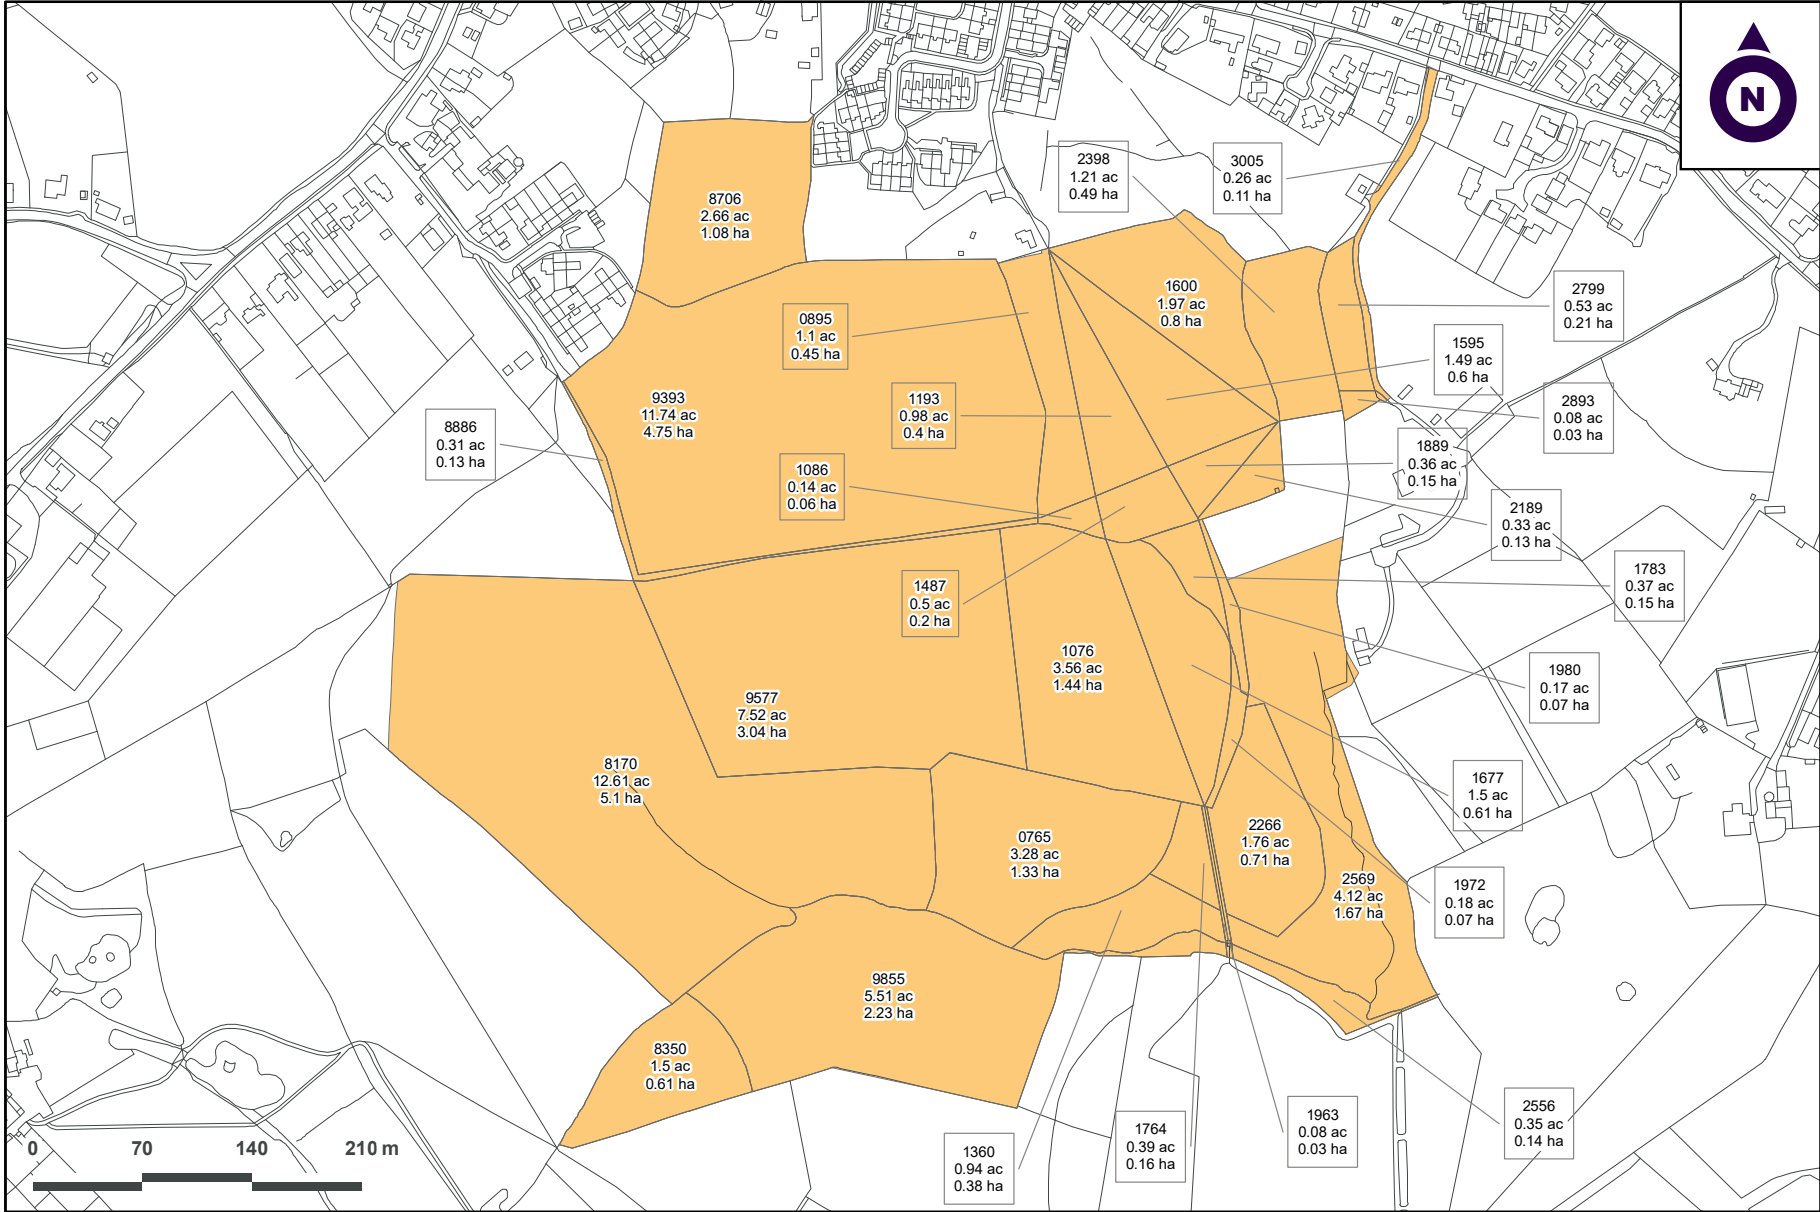 N
2398
1.21 ac
0.49 ha
3005
0.26 ac
0.11 ha
8706
2.66 ac
1.08 ha
1600
1.97 ac
0.8 ha
2799
0.53 ac
0.21 ha
0895
1.1 ac
0.45 ha
1595
1.49 ac
0.6 ha
9393
11.74 ac
4.75 ha
1193
0.98 ac
0.4 ha
2893
0.08 ac
0.03 ha
8886
0.31 ac
0.13 ha
1889
0.36 ac
0.15 ha
1086
0.14 ac
0.06 ha
2189
0.33 ac
0.13 ha
1783
0.37 ac
0.15 ha
1487
0.5 ac
0.2 ha
1076
3.56 ac
1.44 ha
1980
0.17 ac
0.07 ha
9577
7.52 ac
3.04 ha
8170
12.61 ac
5.1 ha
1677
1.5 ac
0.61 ha
0765
3.28 ac
1.33 ha
2266
1.76 ac
0.71 ha
2569
4.12 ac
1.67 ha
1972
0.18 ac
0.07 ha
9855
5.51 ac
2.23 ha
8350
1.5 ac
0.61 ha
2556
0.35 ac
0.14 ha
1963
0.08 ac
0.03 ha
1764
0.39 ac
0.16 ha
1360
0.94 ac
0.38 ha
0 70 140 210 m